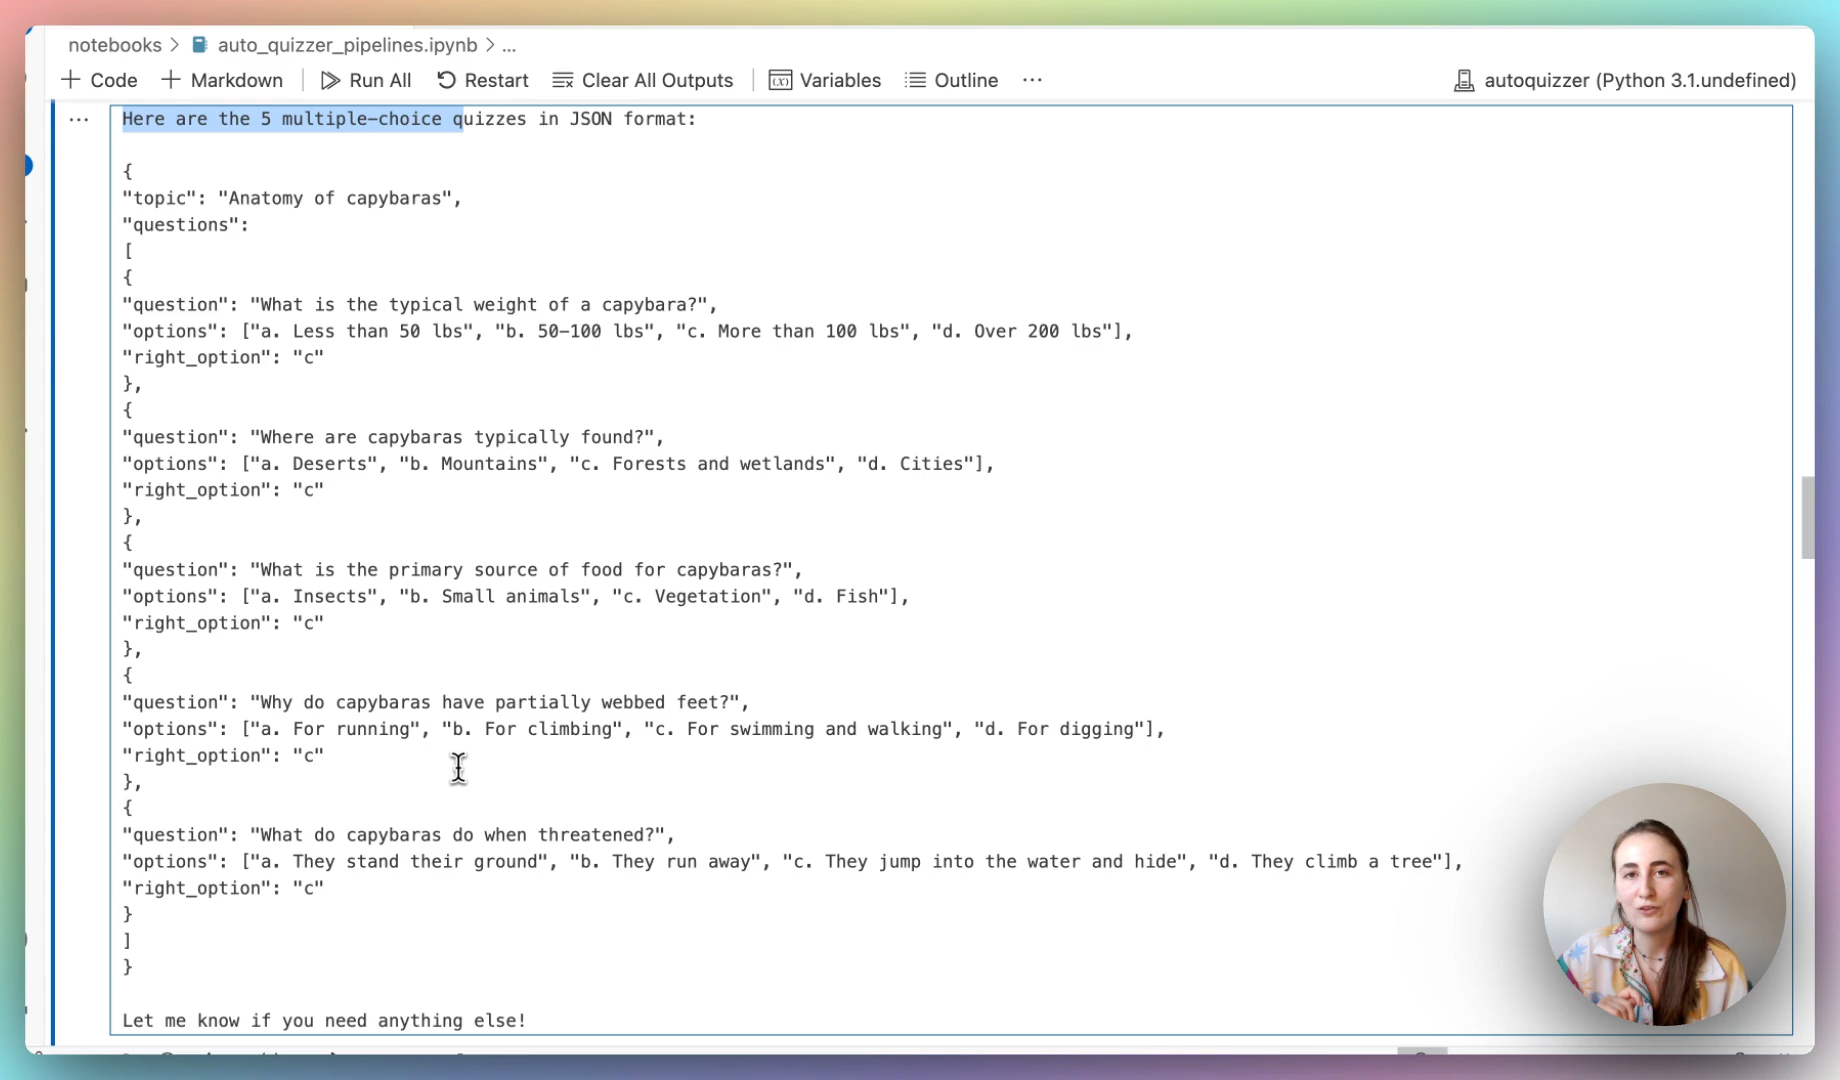 notebooks > auto_quizzer_pipelines.ipynb > ...
+ Code + Markdown Run All Restart Clear All Outputs Variables Outline ... autoquizzer (Python 3.1.undefined)
... Here are the 5 multiple-choice quizzes in JSON format:
{
"topic": "Anatomy of capybaras",
"questions":
[
{
"question": "What is the typical weight of a capybara?",
"options": ["a. Less than 50 lbs", "b. 50-100 lbs", "c. More than 100 lbs", "d. Over 200 lbs"],
"right_option": "c"
},
{
"question": "Where are capybaras typically found?",
"options": ["a. Deserts", "b. Mountains", "c. Forests and wetlands", "d. Cities"],
"right_option": "c"
},
{
"question": "What is the primary source of food for capybaras?",
"options": ["a. Insects", "b. Small animals", "c. Vegetation", "d. Fish"],
"right_option": "c"
},
{
"question": "Why do capybaras have partially webbed feet?",
"options": ["a. For running", "b. For climbing", "c. For swimming and walking", "d. For digging"],
"right_option": "c"
},
{
"question": "What do capybaras do when threatened?",
"options": ["a. They stand their ground", "b. They run away", "c. They jump into the water and hide", "d. They climb a tree"],
"right_option": "c"
}
]
}
Let me know if you need anything else!